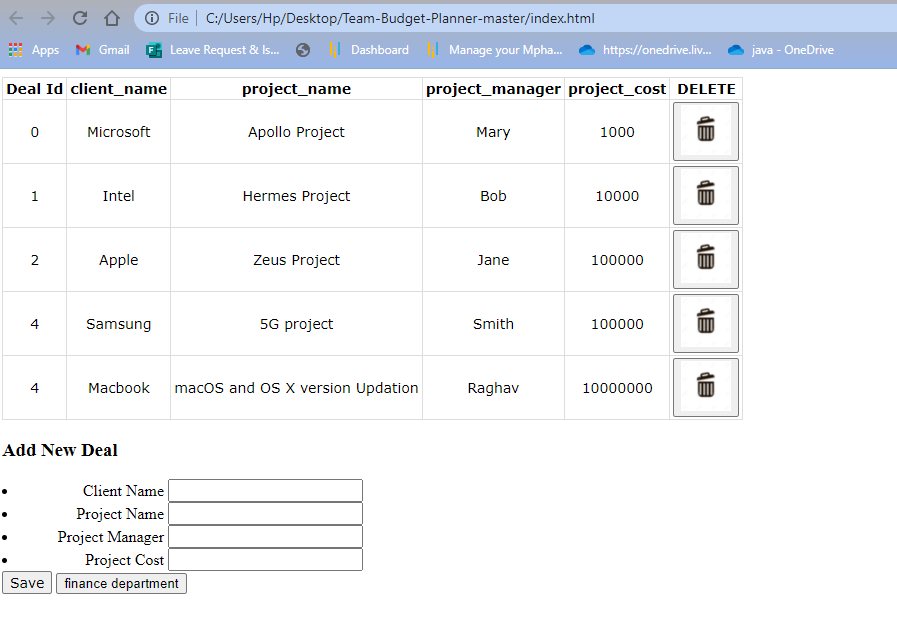 File C:/Users/Hp/Desktop/Team-Budget-Planner-master/index.html
Apps Gmail Leave Request & Is... Dashboard Manage your Mpha... https://onedrive.liv... java - OneDrive
Deal Id client_name project_name project_manager project_cost DELETE
0 Microsoft Apollo Project Mary 1000
1 Intel Hermes Project Bob 10000
2 Apple Zeus Project Jane 100000
4 Samsung 5G project Smith 100000
4 Macbook macOS and OS X version Updation Raghav 10000000
Add New Deal
Client Name
Project Name
Project Manager
Project Cost
Save finance department